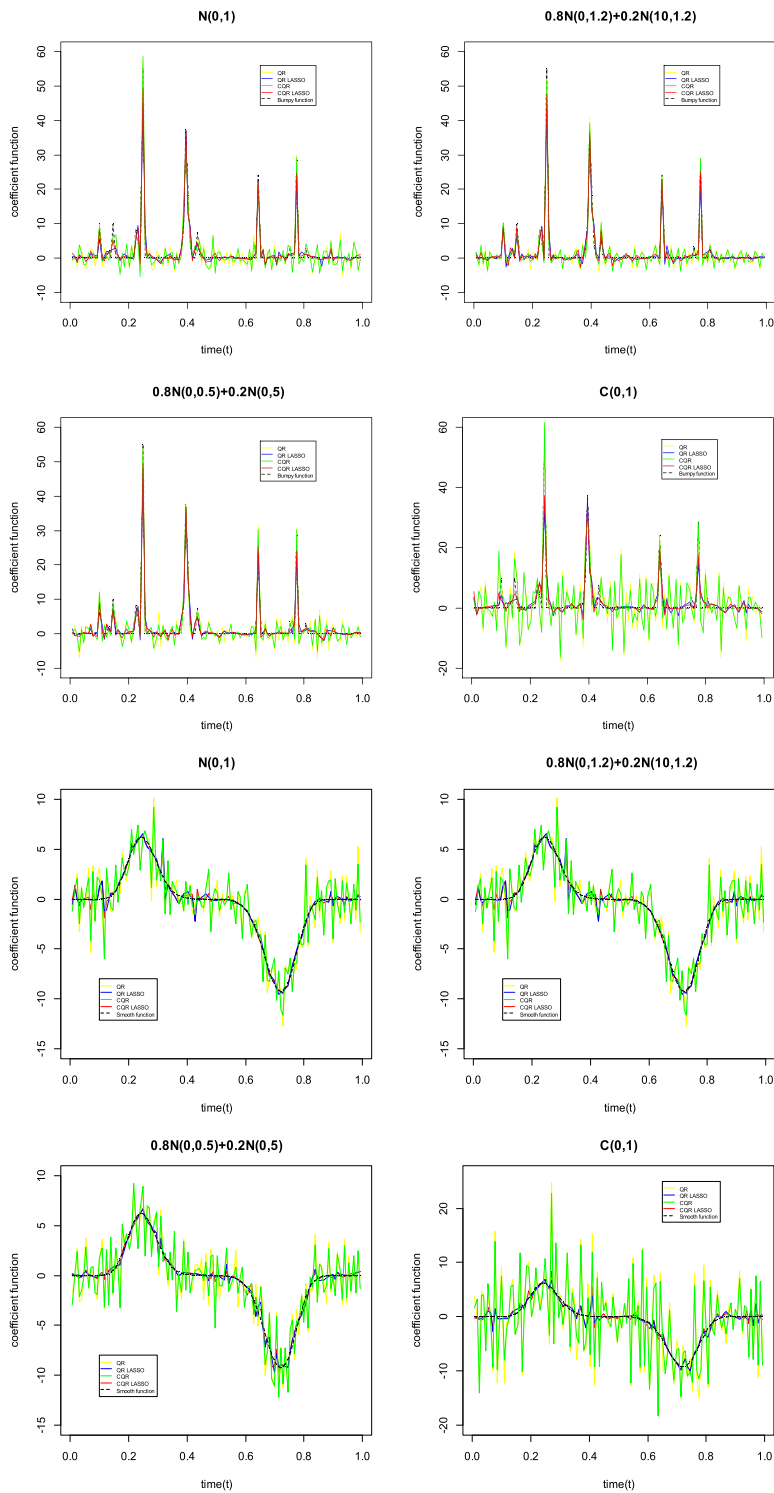 N(0,1)
coefficient function
60
50
40
30
20
10
0
-10
QR
QR LASSO
CQR
CQR LASSO
Bumpy function
0.0 0.2 0.4 0.6 0.8 1.0
time(t)
0.8N(0,1.2)+0.2N(10,1.2)
coefficient function
60
50
40
30
20
10
0
-10
QR
QR LASSO
CQR
CQR LASSO
Bumpy function
0.0 0.2 0.4 0.6 0.8 1.0
time(t)
0.8N(0,0.5)+0.2N(0,5)
coefficient function
60
50
40
30
20
10
0
-10
QR
QR LASSO
CQR
CQR LASSO
Bumpy function
0.0 0.2 0.4 0.6 0.8 1.0
time(t)
C(0,1)
coefficient function
60
40
20
0
-20
QR
QR LASSO
CQR
CQR LASSO
Bumpy function
0.0 0.2 0.4 0.6 0.8 1.0
time(t)
N(0,1)
coefficient function
10
5
0
-5
-10
-15
QR
QR LASSO
CQR
CQR LASSO
Smooth function
0.0 0.2 0.4 0.6 0.8 1.0
time(t)
0.8N(0,1.2)+0.2N(10,1.2)
coefficient function
10
5
0
-5
-10
-15
QR
QR LASSO
CQR
CQR LASSO
Smooth function
0.0 0.2 0.4 0.6 0.8 1.0
time(t)
0.8N(0,0.5)+0.2N(0,5)
coefficient function
10
5
0
-5
-10
-15
QR
QR LASSO
CQR
CQR LASSO
Smooth function
0.0 0.2 0.4 0.6 0.8 1.0
time(t)
C(0,1)
coefficient function
20
10
0
-10
-20
QR
QR LASSO
CQR
CQR LASSO
Smooth function
0.0 0.2 0.4 0.6 0.8 1.0
time(t)